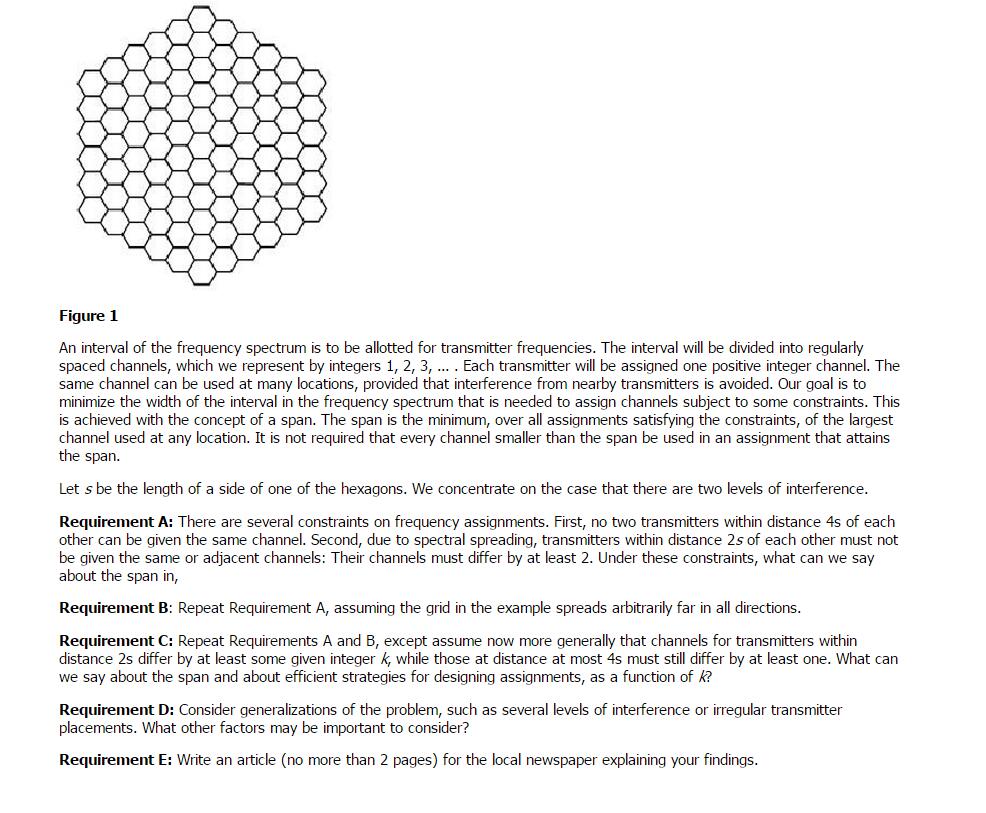 Figure 1
An interval of the frequency spectrum is to be allotted for transmitter frequencies. The interval will be divided into regularly
spaced channels, which we represent by integers 1, 2, 3, ... . Each transmitter will be assigned one positive integer channel. The
same channel can be used at many locations, provided that interference from nearby transmitters is avoided. Our goal is to
minimize the width of the interval in the frequency spectrum that is needed to assign channels subject to some constraints. This
is achieved with the concept of a span. The span is the minimum, over all assignments satisfying the constraints, of the largest
channel used at any location. It is not required that every channel smaller than the span be used in an assignment that attains
the span.
Let s be the length of a side of one of the hexagons. We concentrate on the case that there are two levels of interference.
Requirement A: There are several constraints on frequency assignments. First, no two transmitters within distance 4s of each
other can be given the same channel. Second, due to spectral spreading, transmitters within distance 2s of each other must not
be given the same or adjacent channels: Their channels must differ by at least 2. Under these constraints, what can we say
about the span in,
Requirement B: Repeat Requirement A, assuming the grid in the example spreads arbitrarily far in all directions.
Requirement C: Repeat Requirements A and B, except assume now more generally that channels for transmitters within
distance 2s differ by at least some given integer k, while those at distance at most 4s must still differ by at least one. What can
we say about the span and about efficient strategies for designing assignments, as a function of k?
Requirement D: Consider generalizations of the problem, such as several levels of interference or irregular transmitter
placements. What other factors may be important to consider?
Requirement E: Write an article (no more than 2 pages) for the local newspaper explaining your findings.